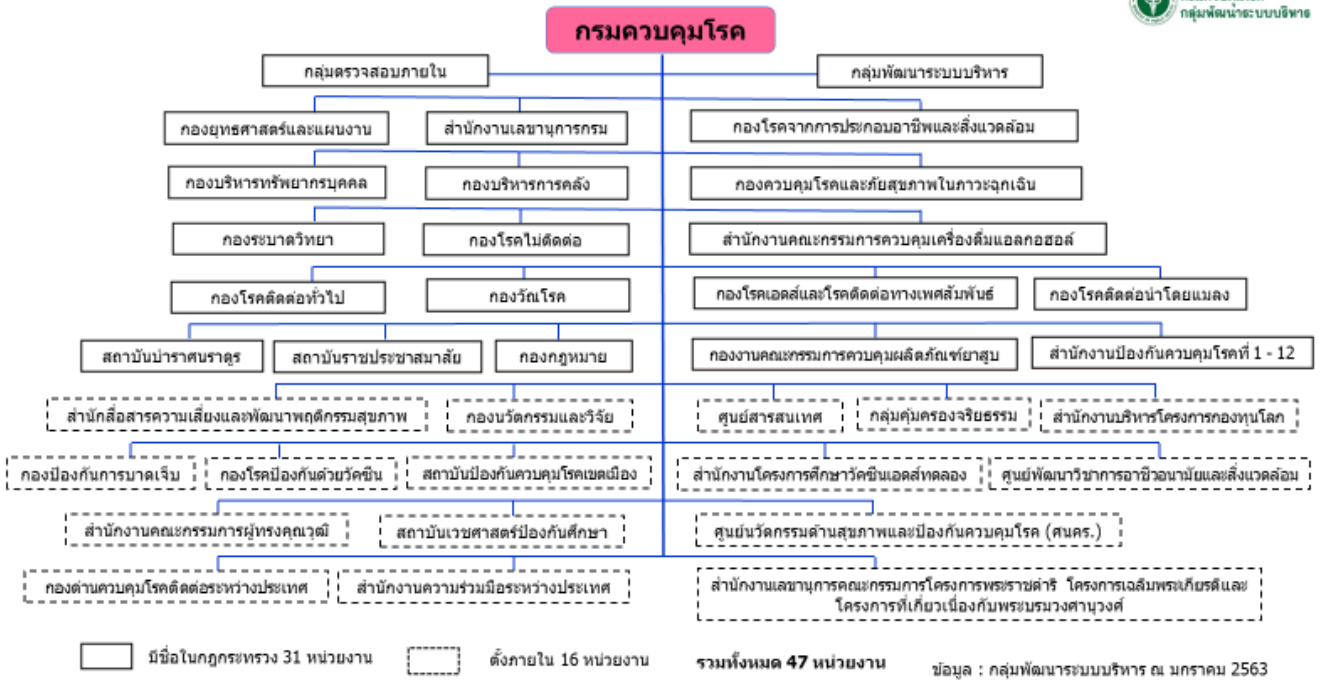 กลุ่มพัฒนาระบบบริหาร
กรมควบคุมโรค
กลุ่มตรวจสอบภายใน
กลุ่มพัฒนาระบบบริหาร
กองยุทธศาสตร์และแผนงาน
สำนักงานเลขานุการกรม
กองโรคจากการประกอบอาชีพและสิ่งแวดล้อม
กองบริหารทรัพยากรบุคคล
กองบริหารการคลัง
กองควบคุมโรคและภัยสุขภาพในภาวะฉุกเฉิน
กองระบาดวิทยา
กองโรคไม่ติดต่อ
สำนักงานคณะกรรมการควบคุมเครื่องดื่มแอลกอฮอล์
กองโรคติดต่อทั่วไป
กองวัณโรค
กองโรคเอดส์และโรคติดต่อทางเพศสัมพันธ์
กองโรคติดต่อนำโดยแมลง
สถาบันบำราศนราดูร
สถาบันราชประชาสมาสัย
กองกฎหมาย
กองงานคณะกรรมการควบคุมผลิตภัณฑ์ยาสูบ
สำนักงานป้องกันควบคุมโรคที่ 1 - 12
สำนักสื่อสารความเสี่ยงและพัฒนาพฤติกรรมสุขภาพ
กองนวัตกรรมและวิจัย
ศูนย์สารสนเทศ
กลุ่มคุ้มครองจริยธรรม
สำนักงานบริหารโครงการกองทุนโลก
กองป้องกันการบาดเจ็บ
กองโรคป้องกันด้วยวัคซีน
สถาบันป้องกันควบคุมโรคเขตเมือง
สำนักงานโครงการศึกษาวัคซีนเอดส์ทดลอง
ศูนย์พัฒนาวิชาการอาชีวอนามัยและสิ่งแวดล้อม
สำนักงานคณะกรรมการผู้ทรงคุณวุฒิ
สถาบันเวชศาสตร์ป้องกันศึกษา
ศูนย์นวัตกรรมด้านสุขภาพและป้องกันควบคุมโรค (ศนคร.)
กองด่านควบคุมโรคติดต่อระหว่างประเทศ
สำนักงานความร่วมมือระหว่างประเทศ
สำนักงานเลขานุการคณะกรรมการโครงการพระราชดำริ โครงการเฉลิมพระเกียรติและ
โครงการที่เกี่ยวเนื่องกับพระบรมวงศานุวงศ์
มีชื่อในกฎกระทรวง 31 หน่วยงาน
ตั้งภายใน 16 หน่วยงาน
รวมทั้งหมด 47 หน่วยงาน
ข้อมูล : กลุ่มพัฒนาระบบบริหาร ณ มกราคม 2563